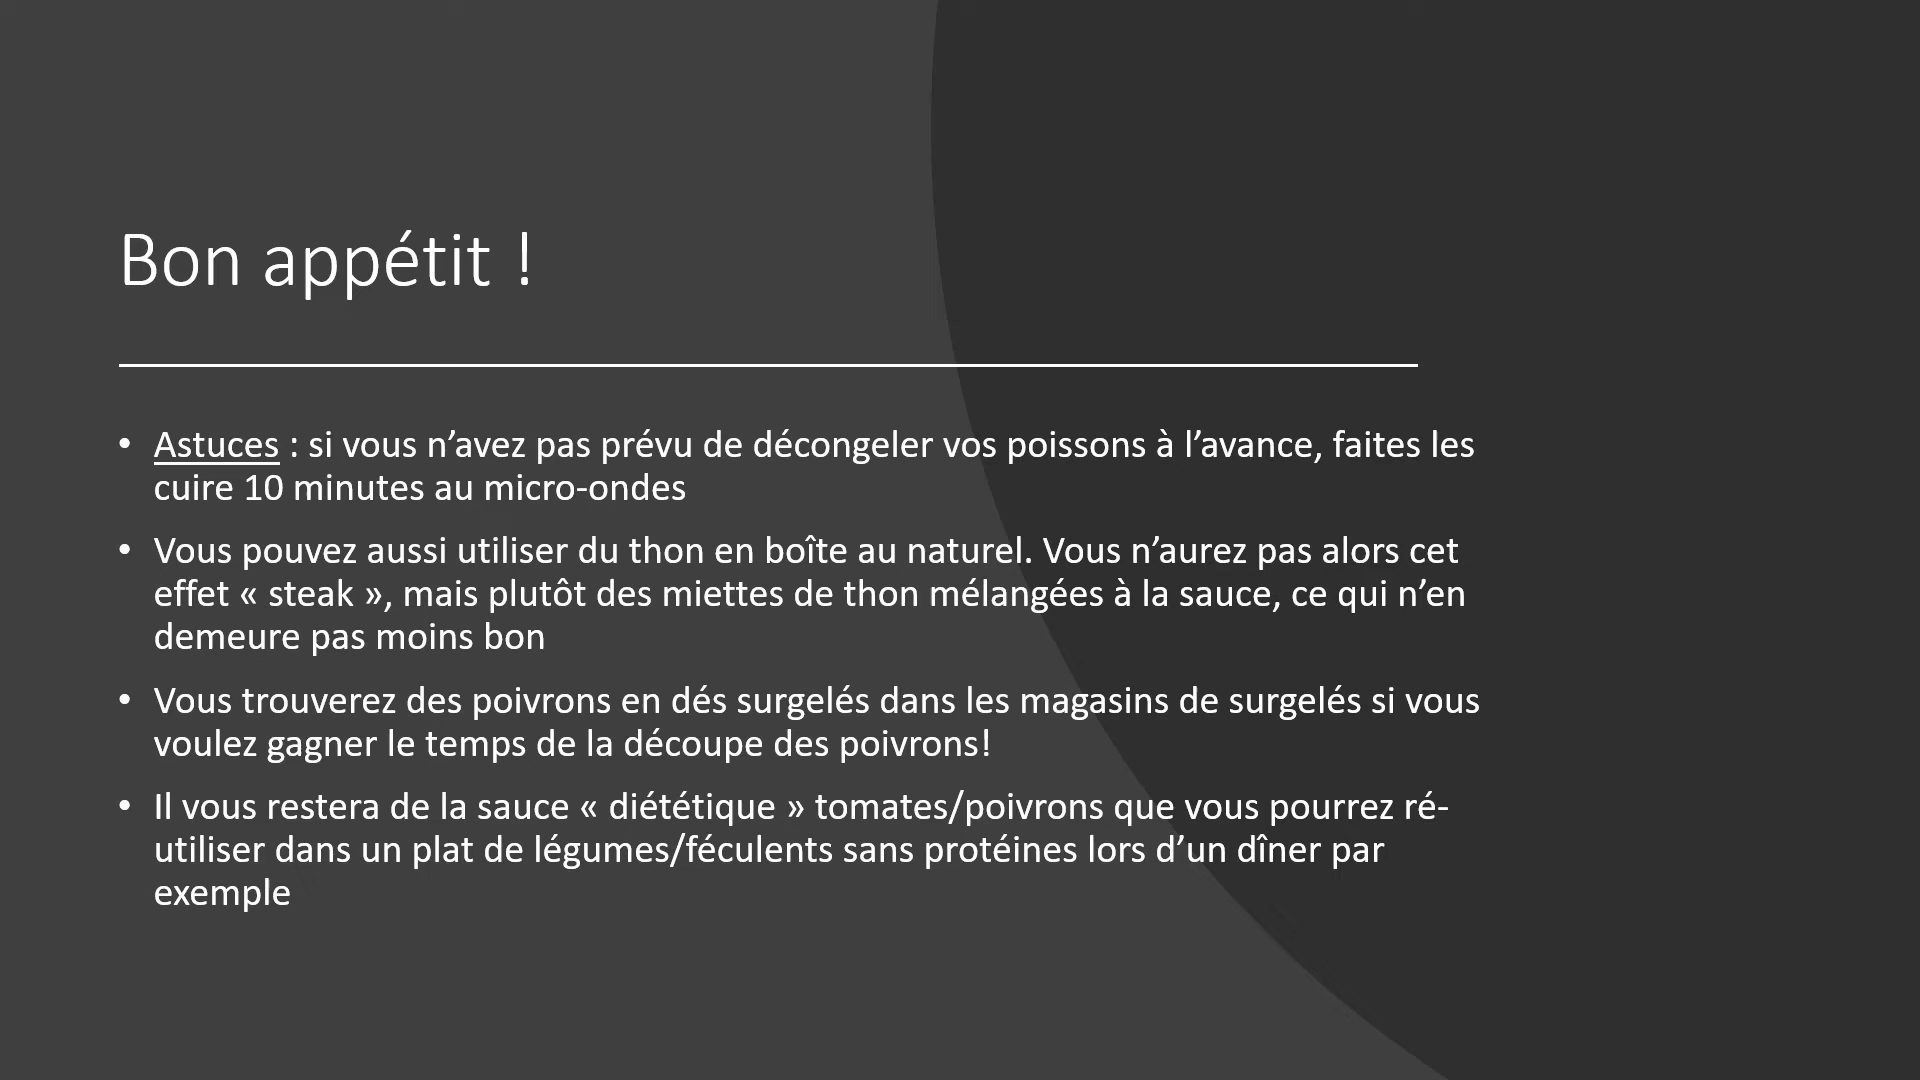 Bon appétit !
• Astuces : si vous n’avez pas prévu de décongeler vos poissons à l’avance, faites les
cuire 10 minutes au micro-ondes
• Vous pouvez aussi utiliser du thon en boîte au naturel. Vous n’aurez pas alors cet
effet « steak », mais plutôt des miettes de thon mélangées à la sauce, ce qui n’en
demeure pas moins bon
• Vous trouverez des poivrons en dés surgelés dans les magasins de surgelés si vous
voulez gagner le temps de la découpe des poivrons!
• Il vous restera de la sauce « diététique » tomates/poivrons que vous pourrez ré-
utiliser dans un plat de légumes/féculents sans protéines lors d’un dîner par
exemple